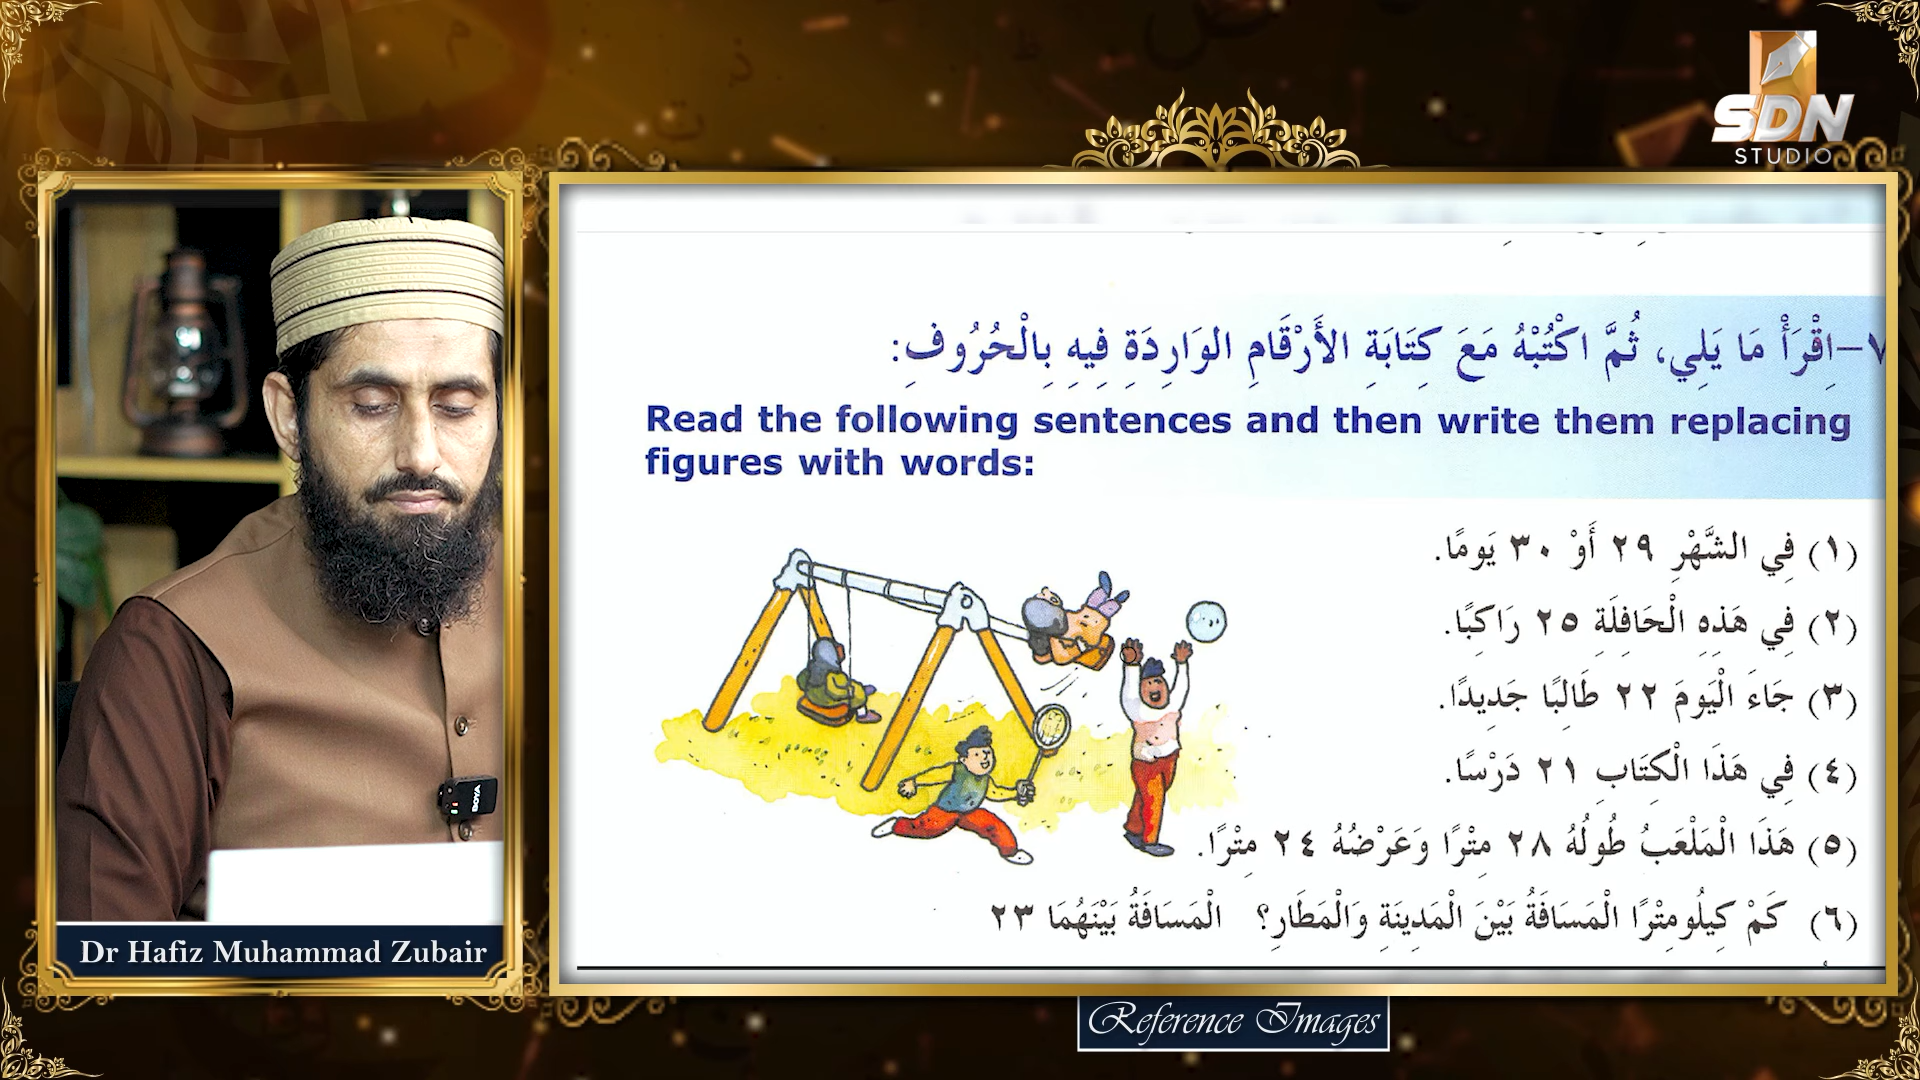 SDN
STUDIO
٧-اِقْرَأْ مَا يَلِي، ثُمَّ اكْتُبْهُ مَعَ كِتَابَةِ الأَرْقَامِ الوَارِدَةِ فِيهِ بِالْحُرُوفِ:
Read the following sentences and then write them replacing
figures with words:
(١) فِي الشَّهْرِ ٢٩ أَوْ ٣٠ يَومًا.
(٢) فِي هَذِهِ الْحَافِلَةِ ٢٥ رَاكِبًا.
(٣) جَاءَ الْيَومَ ٢٢ طَالِبًا جَدِيدًا.
(٤) فِي هَذَا الْكِتَابِ ٢١ دَرْسًا.
(٥) هَذَا الْمَلْعَبُ طُولُهُ ٢٨ مِتْرًا وَعَرْضُهُ ٢٤ مِتْرًا.
(٦) كَمْ كِيلُومِتْرًا الْمَسَافَةُ بَيْنَ الْمَدِينَةِ وَالْمَطَارِ؟ الْمَسَافَةُ بَيْنَهُمَا ٢٣
BOYA
Dr Hafiz Muhammad Zubair
Reference Images